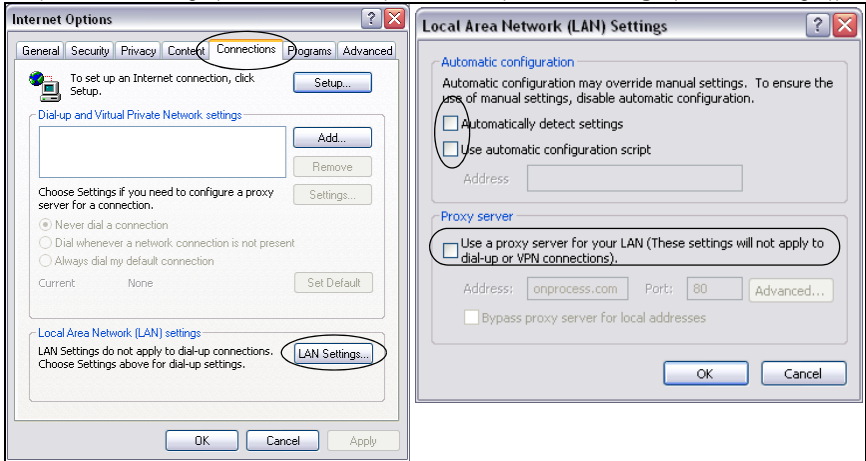 Internet Options
General Security Privacy Content Connections Programs Advanced
To set up an Internet connection, click
Setup.
Setup...
Dial-up and Virtual Private Network settings
Add...
Remove
Choose Settings if you need to configure a proxy
server for a connection.
Settings...
Never dial a connection
Dial whenever a network connection is not present
Always dial my default connection
Current None
Set Default
Local Area Network (LAN) settings
LAN Settings do not apply to dial-up connections.
Choose Settings above for dial-up settings.
LAN Settings...
OK Cancel Apply
Local Area Network (LAN) Settings
Automatic configuration
Automatic configuration may override manual settings. To ensure the
use of manual settings, disable automatic configuration.
Automatically detect settings
Use automatic configuration script
Address
Proxy server
Use a proxy server for your LAN (These settings will not apply to
dial-up or VPN connections).
Address: onprocess.com Port: 80 Advanced...
Bypass proxy server for local addresses
OK Cancel